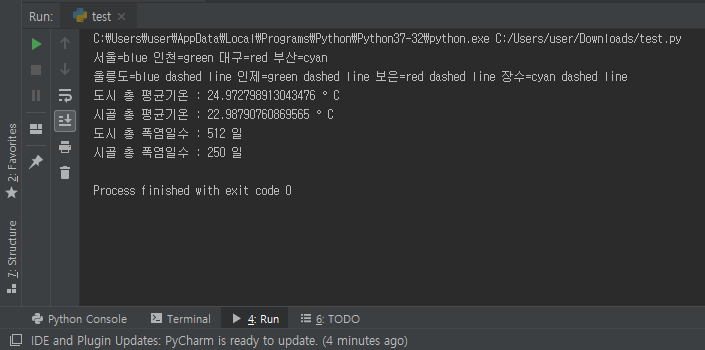 Run: test
C:₩Users₩user₩AppData₩Local₩Programs₩Python₩Python37-32₩python.exe C:/Users/user/Downloads/test.py
서울=blue 인천=green 대구=red 부산=cyan
울릉도=blue dashed line 인제=green dashed line 보은=red dashed line 장수=cyan dashed line
도시 총 평균기온 : 24.972798913043476 ° C
시골 총 평균기온 : 22.98790760869565 ° C
도시 총 폭염일수 : 512 일
시골 총 폭염일수 : 250 일
Process finished with exit code 0
2: Favorites
7: Structure
Python Console Terminal 4: Run 6: TODO
IDE and Plugin Updates: PyCharm is ready to update. (4 minutes ago)